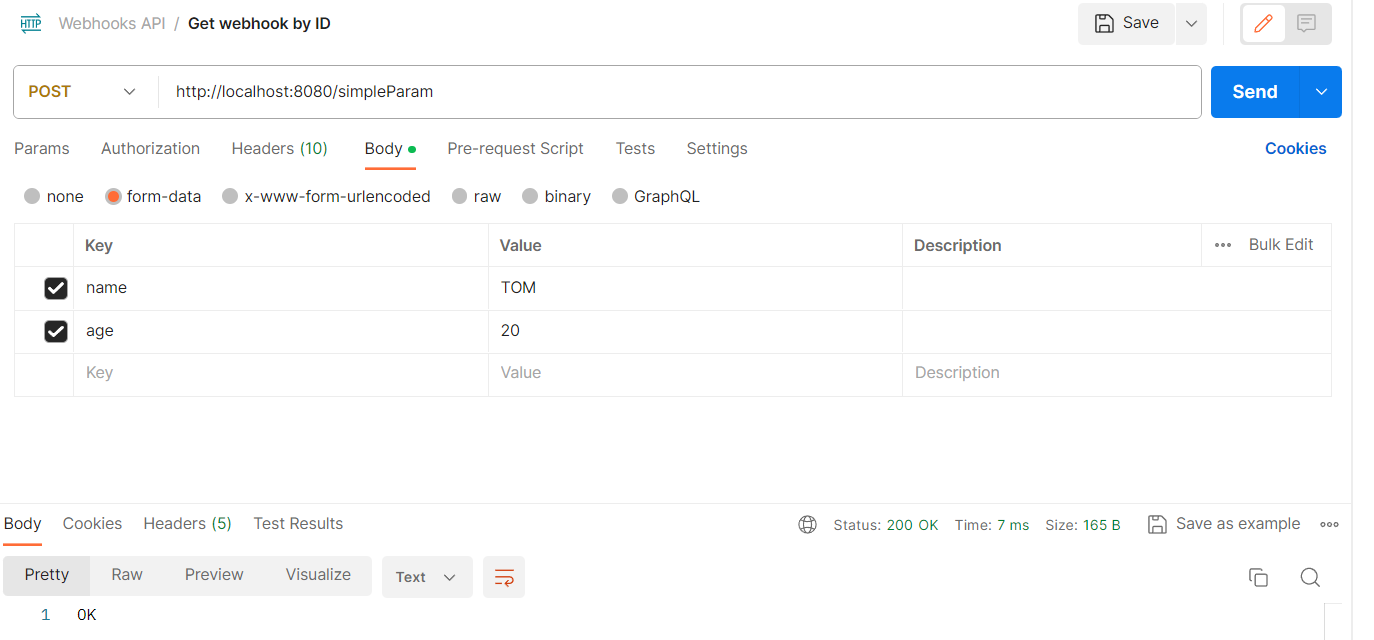 HTTP Webhooks API / Get webhook by ID Save
POST http://localhost:8080/simpleParam Send
Params Authorization Headers (10) Body Pre-request Script Tests Settings Cookies
none form-data x-www-form-urlencoded raw binary GraphQL
Key Value Description Bulk Edit
name TOM
age 20
Key Value Description
Body Cookies Headers (5) Test Results Status: 200 OK Time: 7 ms Size: 165 B Save as example
Pretty Raw Preview Visualize Text
1 OK